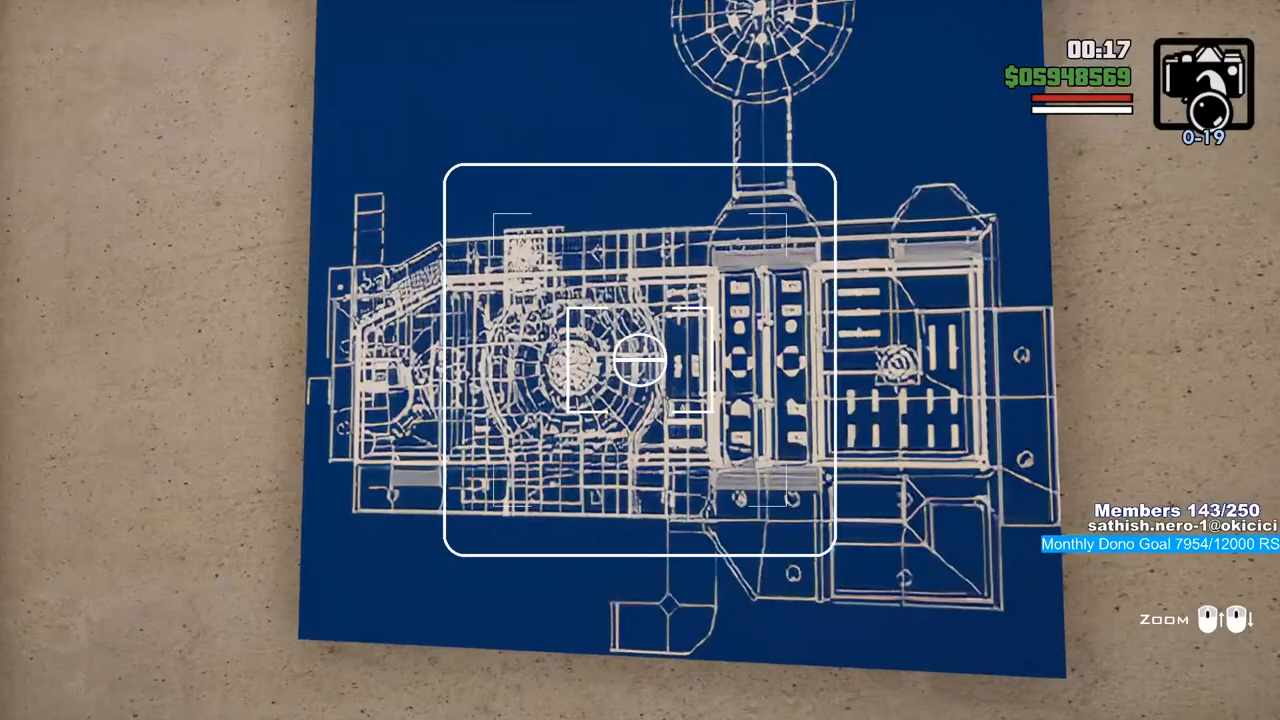 00:17
$05948569
0-19
Members 143/250
sathish.nero-1@okicici
Monthly Dono Goal 7954/12000 RS
Zoom